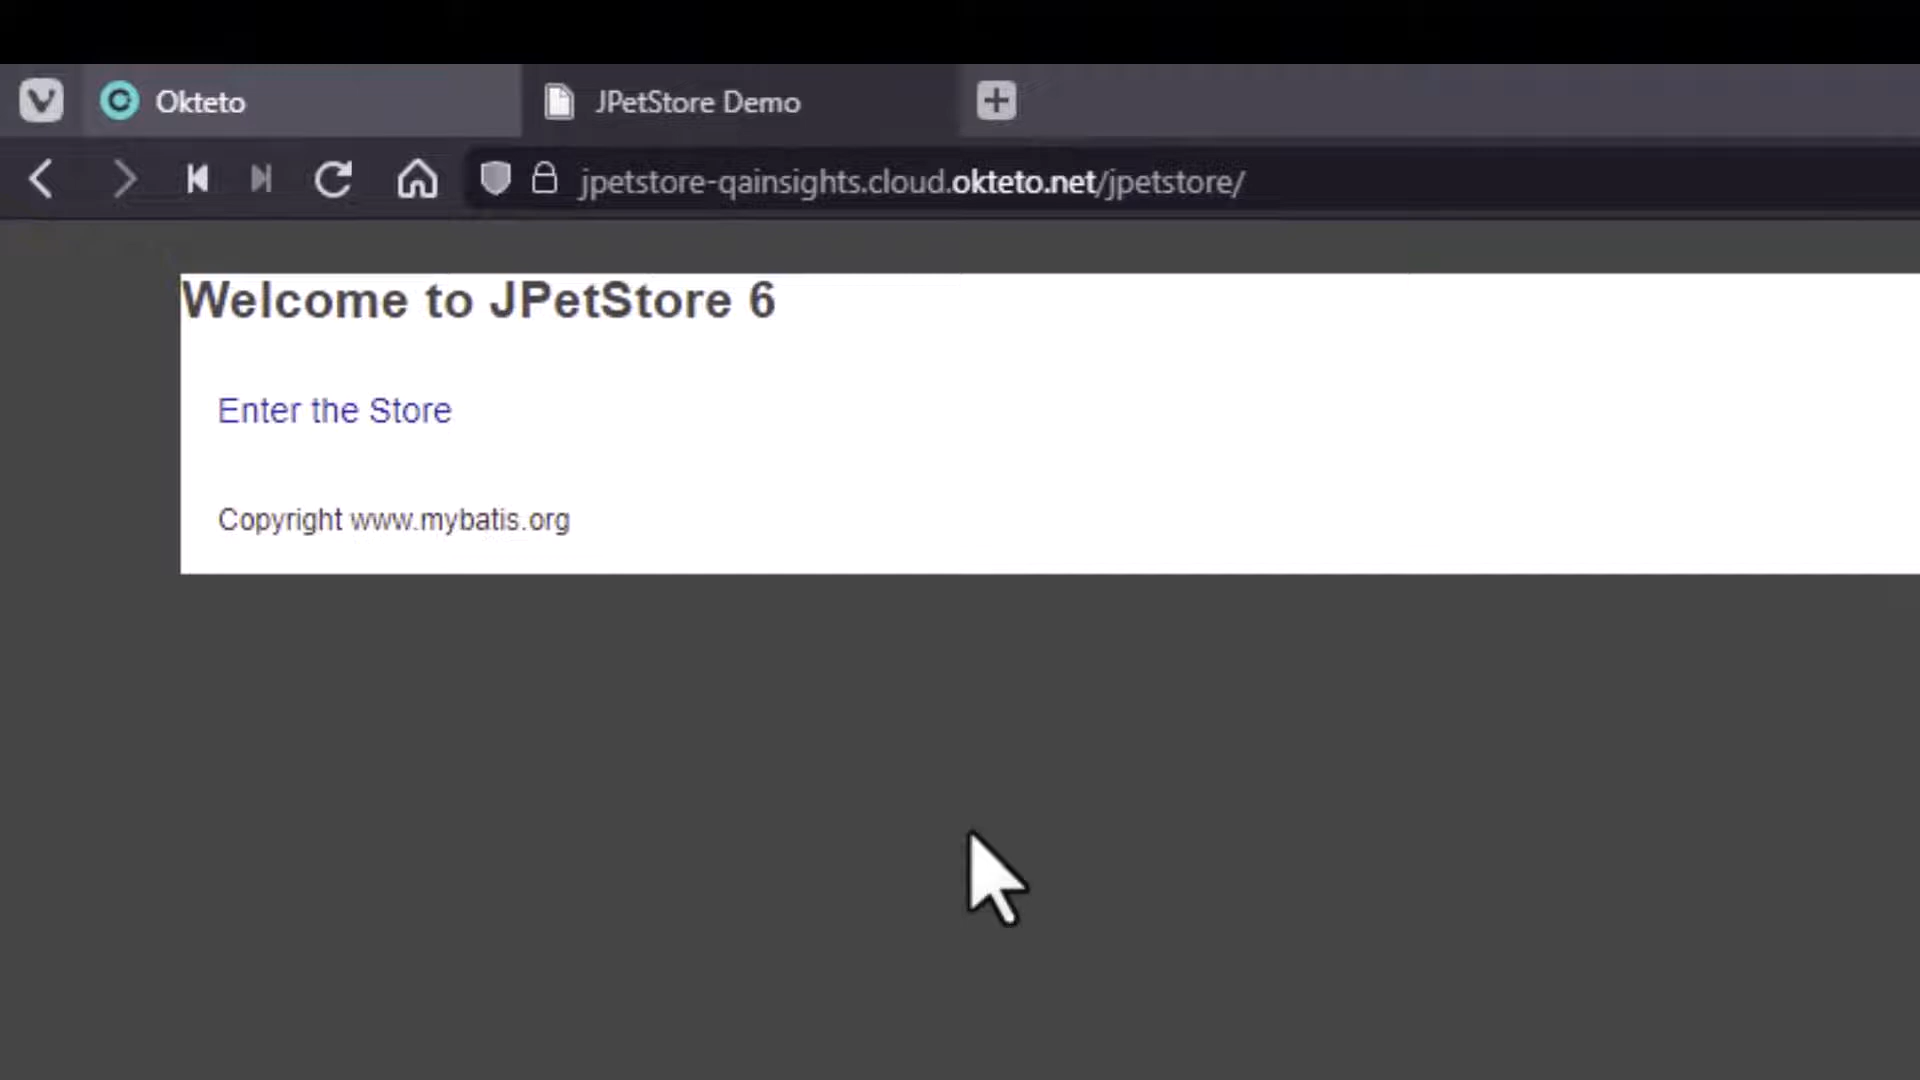 Okteto
JPetStore Demo
jpetstore-qainsights.cloud.okteto.net/jpetstore/
Welcome to JPetStore 6
Enter the Store
Copyright www.mybatis.org